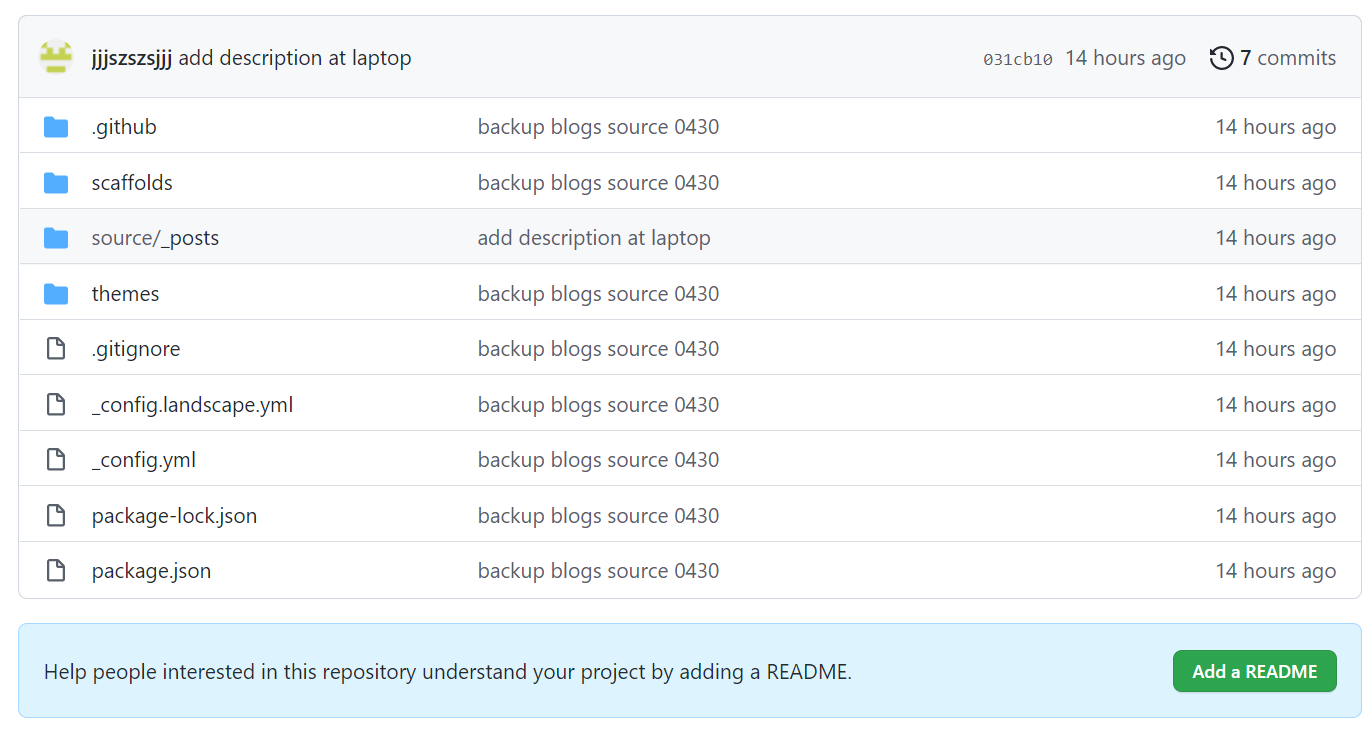 jjjszszsjjj add description at laptop 031cb10 14 hours ago 7 commits
.github backup blogs source 0430 14 hours ago
scaffolds backup blogs source 0430 14 hours ago
source/_posts add description at laptop 14 hours ago
themes backup blogs source 0430 14 hours ago
.gitignore backup blogs source 0430 14 hours ago
_config.landscape.yml backup blogs source 0430 14 hours ago
_config.yml backup blogs source 0430 14 hours ago
package-lock.json backup blogs source 0430 14 hours ago
package.json backup blogs source 0430 14 hours ago
Help people interested in this repository understand your project by adding a README. Add a README